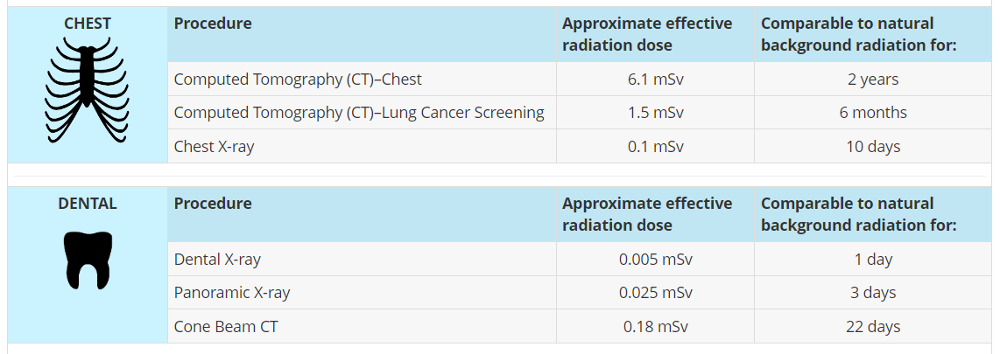 CHEST
Procedure
Approximate effective
radiation dose
Comparable to natural
background radiation for:
Computed Tomography (CT)–Chest
6.1 mSv
2 years
Computed Tomography (CT)–Lung Cancer Screening
1.5 mSv
6 months
Chest X-ray
0.1 mSv
10 days
DENTAL
Procedure
Approximate effective
radiation dose
Comparable to natural
background radiation for:
Dental X-ray
0.005 mSv
1 day
Panoramic X-ray
0.025 mSv
3 days
Cone Beam CT
0.18 mSv
22 days